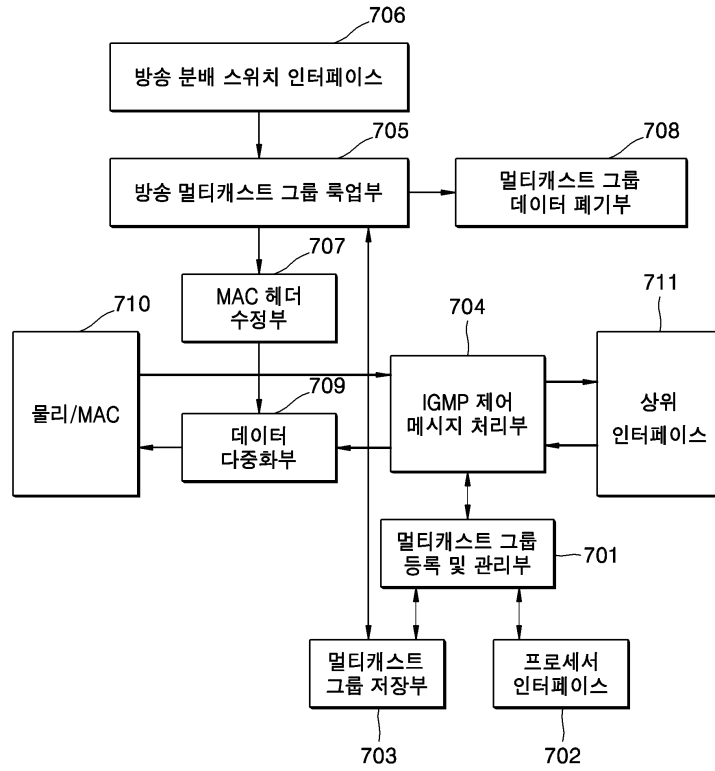 706
방송 분배 스위치 인터페이스
705
방송 멀티캐스트 그룹 룩업부
708
멀티캐스트 그룹
데이터 폐기부
707
MAC 헤더
수정부
710
물리/MAC
704
IGMP 제어
메시지 처리부
711
상위
인터페이스
709
데이터
다중화부
멀티캐스트 그룹
등록 및 관리부
701
멀티캐스트
그룹 저장부
703
프로세서
인터페이스
702